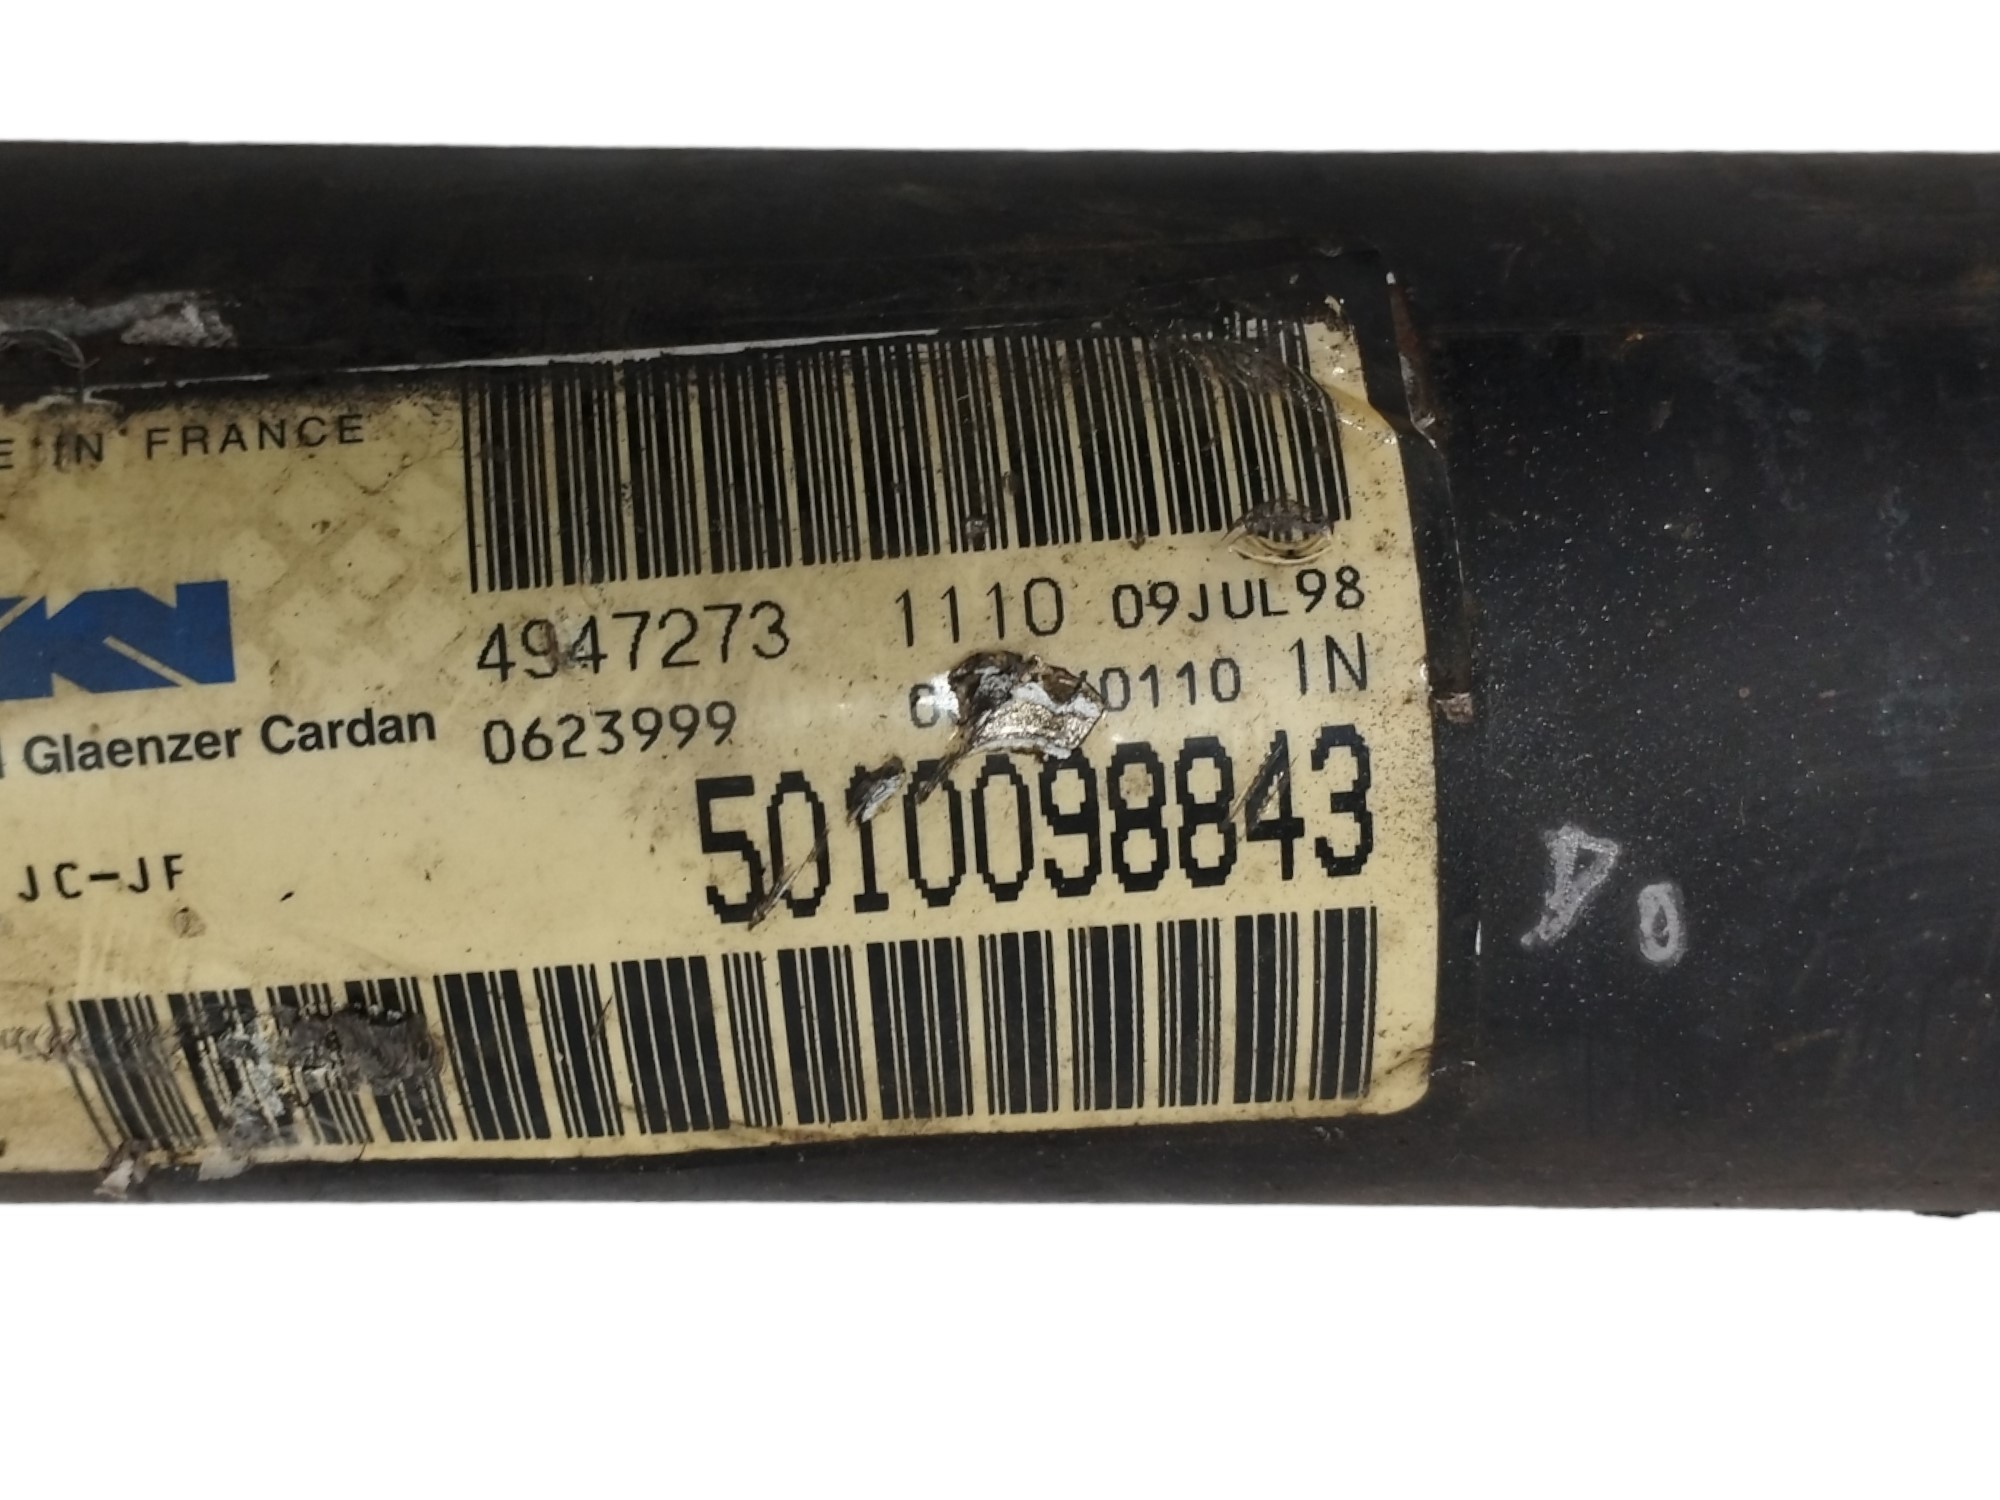 E IN FRANCE
4947273 1110 09JUL98
0110 1N
Glaenzer Cardan 0623999
5010098843
JC-JF